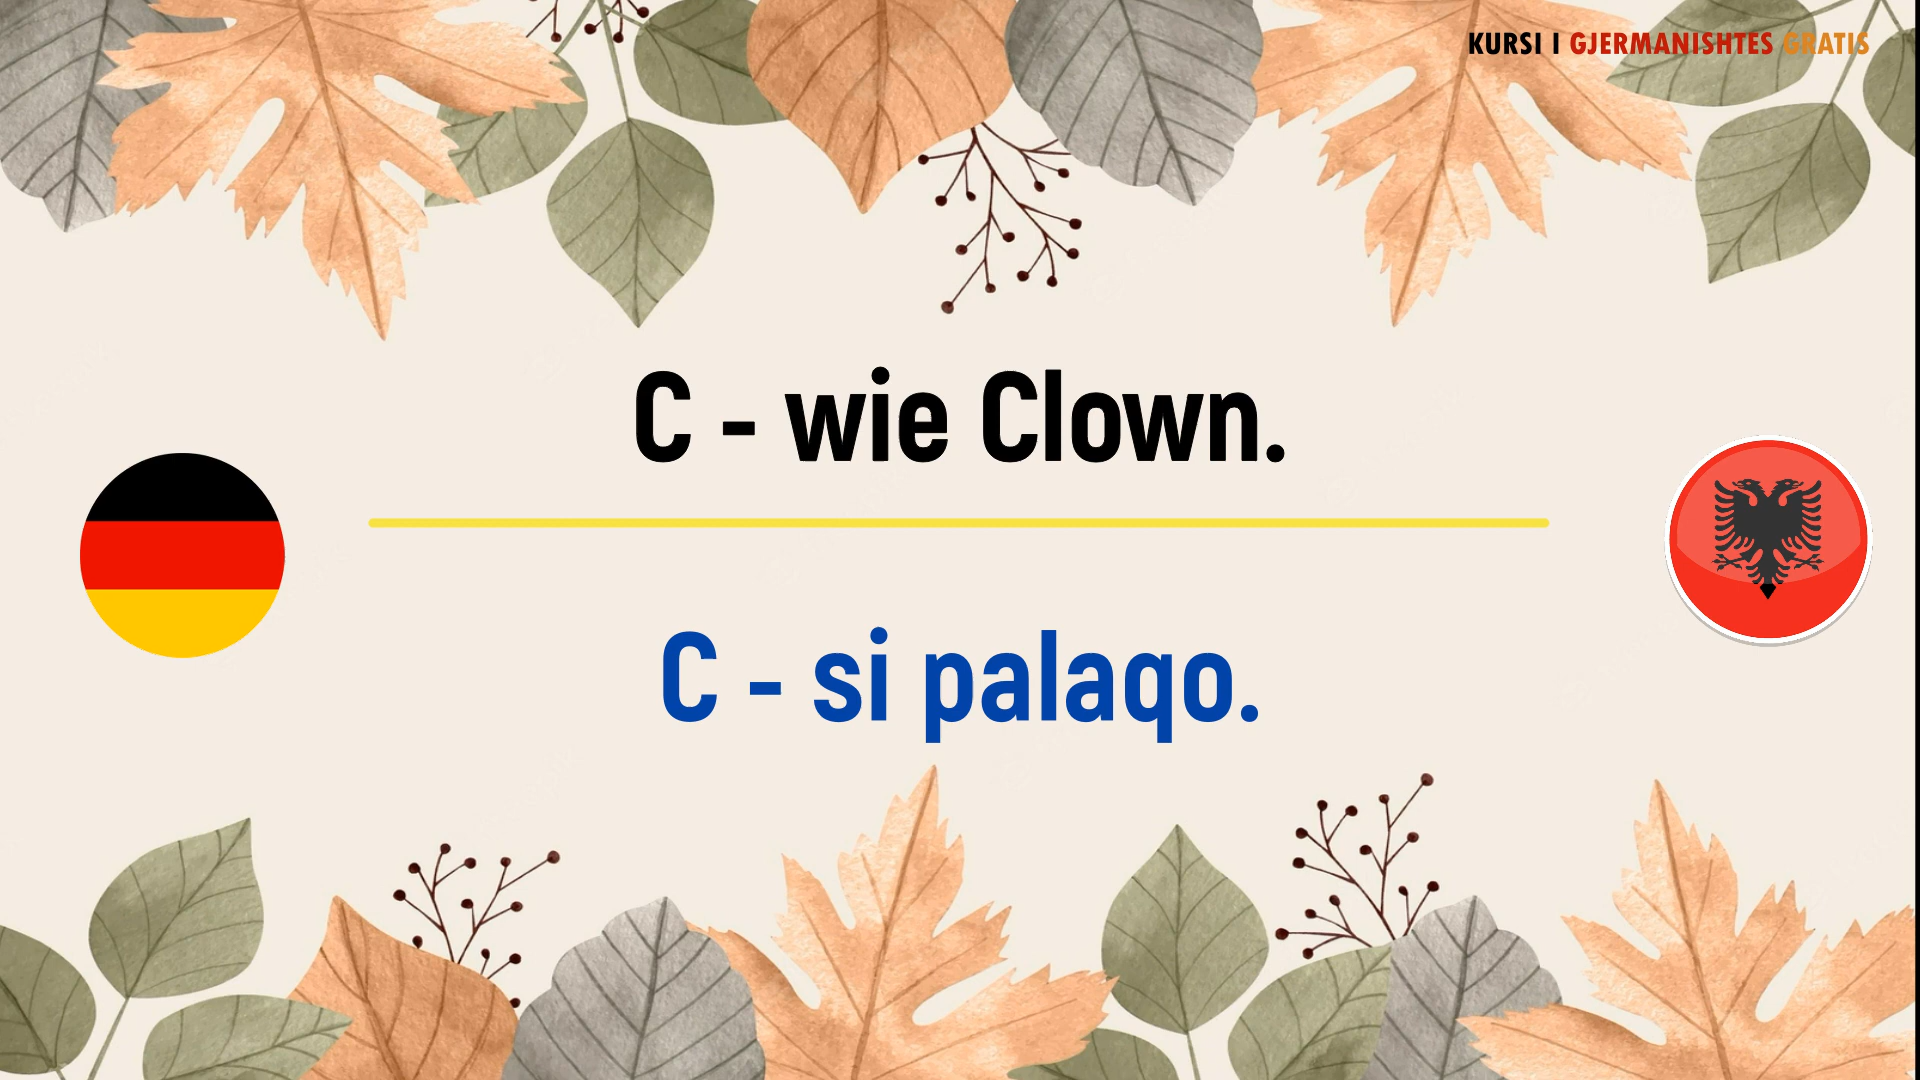 KURSI I GJERMANISHTES GRATIS
C - wie Clown.
C - si palaqo.